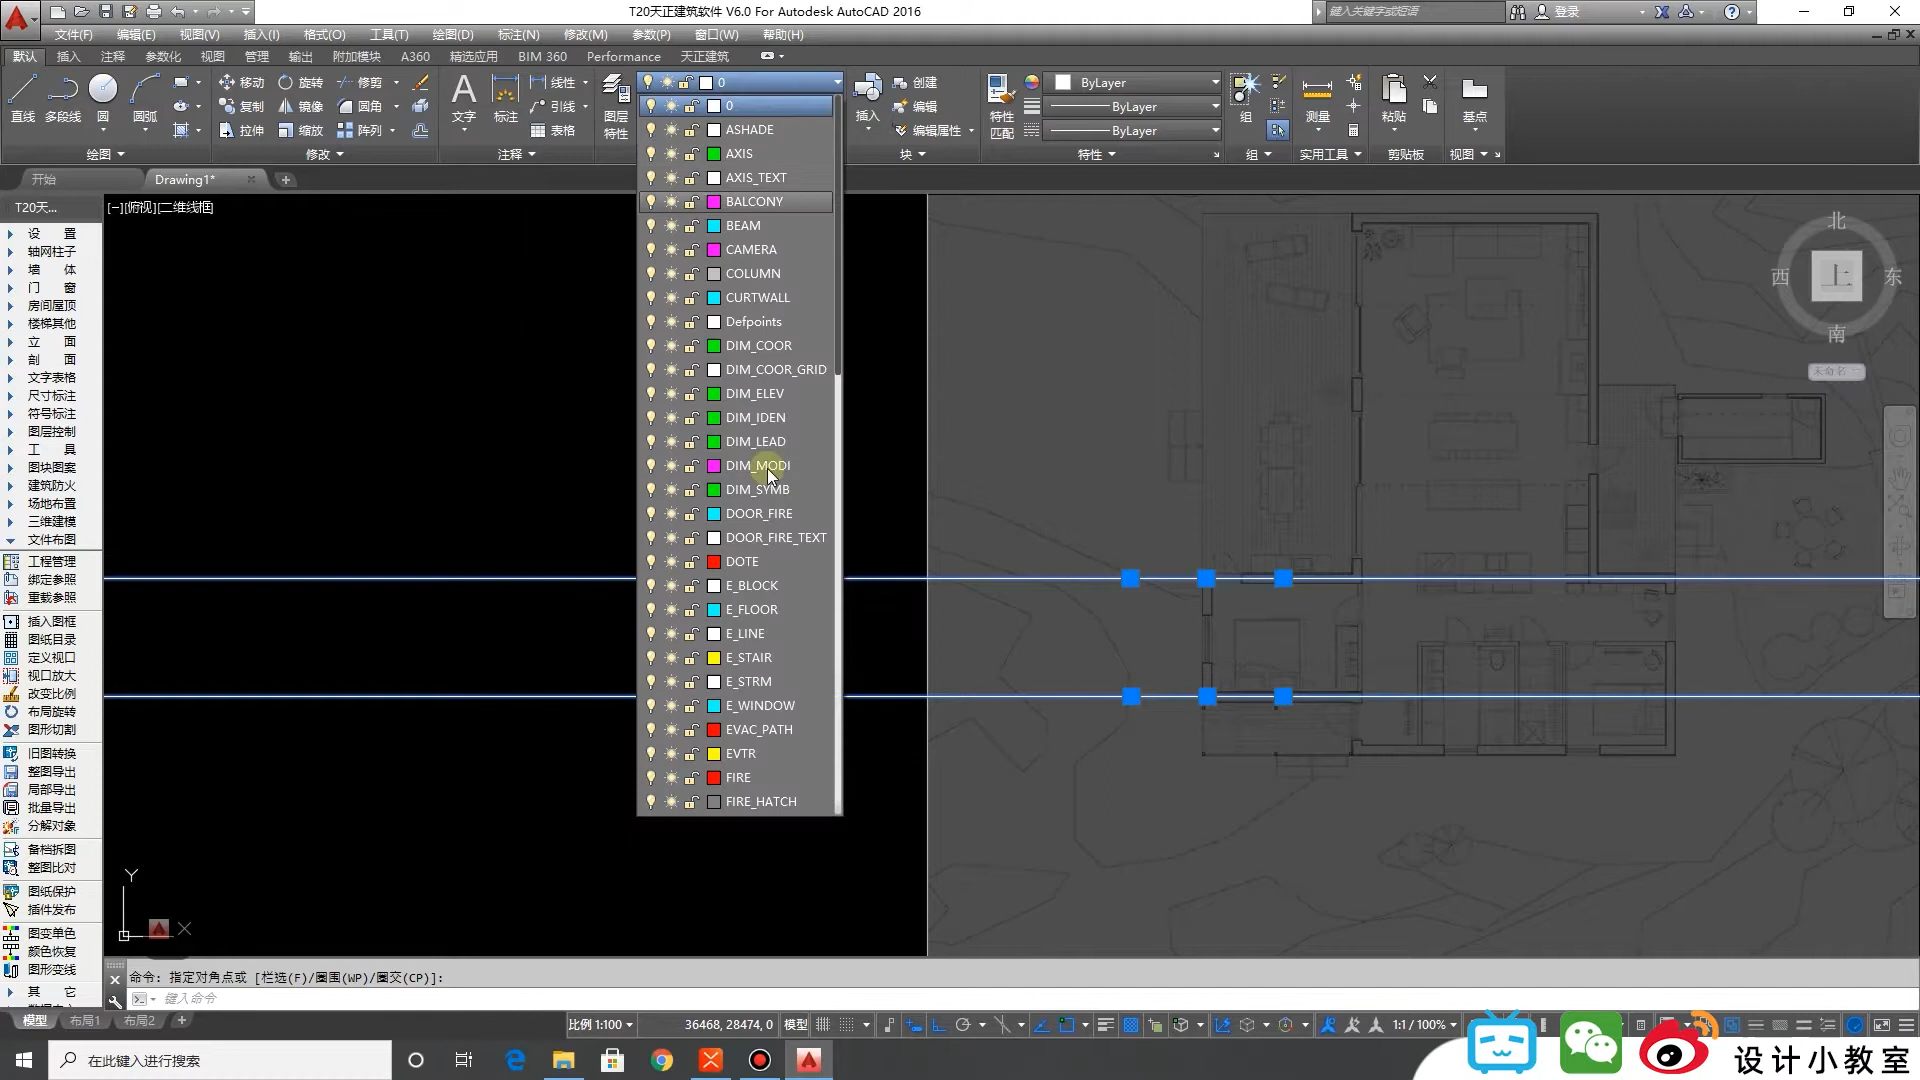 T20天正建筑软件 V6.0 For Autodesk AutoCAD 2016
键入关键字或短语
登录
文件(F)
编辑(E)
视图(V)
插入(I)
格式(O)
工具(T)
绘图(D)
标注(N)
修改(M)
参数(P)
窗口(W)
帮助(H)
默认
插入
注释
参数化
视图
管理
输出
附加模块
A360
精选应用
BIM 360
Performance
天正建筑
直线
多段线
圆
圆弧
移动
旋转
修剪
复制
镜像
圆角
拉伸
缩放
阵列
文字
标注
线性
引线
表格
图层
特性
0
插入
创建
编辑
编辑属性
特性
匹配
ByLayer
ByLayer
ByLayer
组
测量
粘贴
基点
绘图
修改
注释
块
特性
组
实用工具
剪贴板
视图
开始
Drawing1*
0
ASHADE
AXIS
AXIS_TEXT
BALCONY
BEAM
CAMERA
COLUMN
CURTWALL
Defpoints
DIM_COOR
DIM_COOR_GRID
DIM_ELEV
DIM_IDEN
DIM_LEAD
DIM_MODI
DIM_SYMB
DOOR_FIRE
DOOR_FIRE_TEXT
DOTE
E_BLOCK
E_FLOOR
E_LINE
E_STAIR
E_STRM
E_WINDOW
EVAC_PATH
EVTR
FIRE
FIRE_HATCH
T20天...
[−][俯视][二维线框]
设 置
轴网柱子
墙 体
门 窗
房间屋顶
楼梯其他
立 面
剖 面
文字表格
尺寸标注
符号标注
图层控制
工 具
图块图案
建筑防火
场地布置
三维建模
文件布图
工程管理
绑定参照
重载参照
插入图框
图纸目录
定义视口
视口放大
改变比例
布局旋转
图形切割
旧图转换
整图导出
局部导出
批量导出
分解对象
备档拆图
整图比对
图纸保护
插件发布
图变单色
颜色恢复
图形变线
其 它
北
西
上
东
南
未命名
Y
X
命令: 指定对角点或 [栏选(F)/圈围(WP)/圈交(CP)]:
键入命令
模型
布局1
布局2
比例 1:100
36468, 28474, 0
模型
1:1 / 100%
在此键入进行搜索
设计小教室